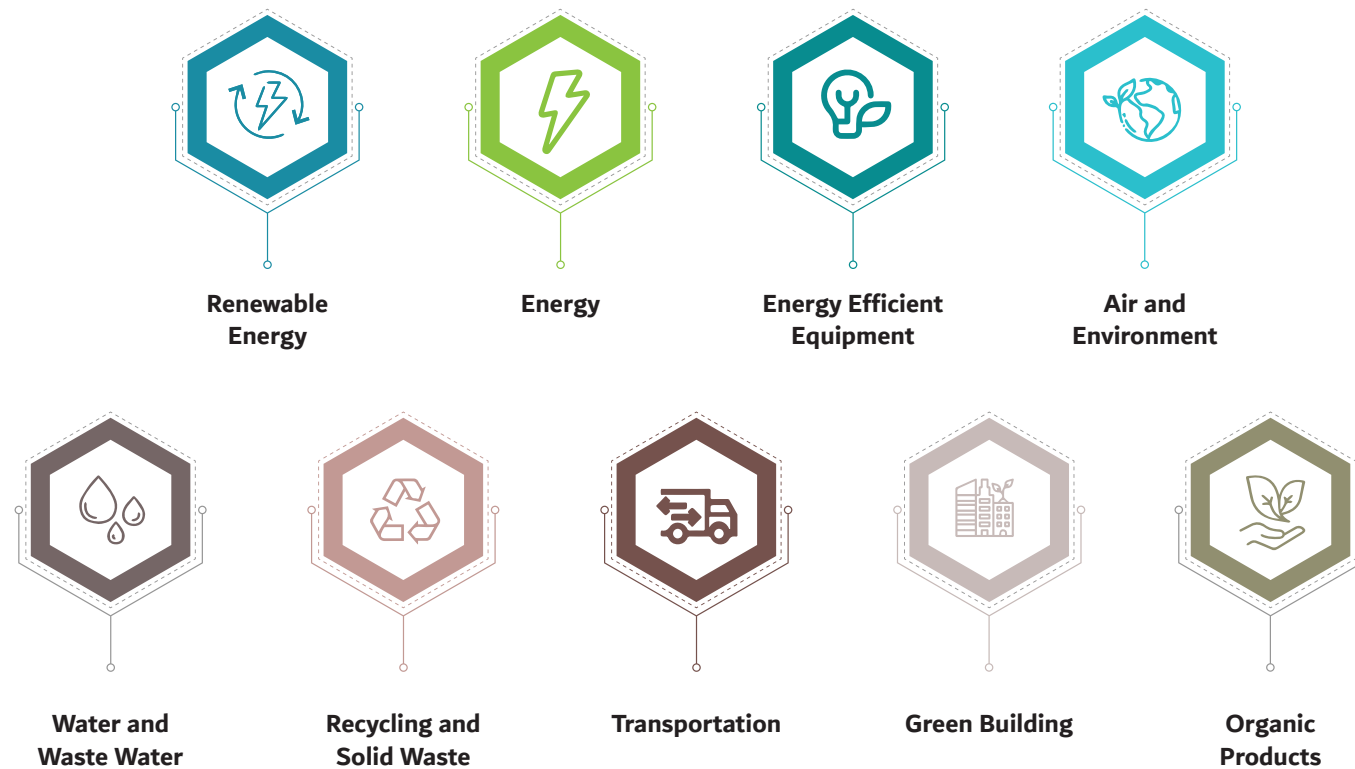 Renewable
Energy
Energy
Energy Efficient
Equipment
Air and
Environment
Water and
Waste Water
Recycling and
Solid Waste
Transportation
Green Building
Organic
Products